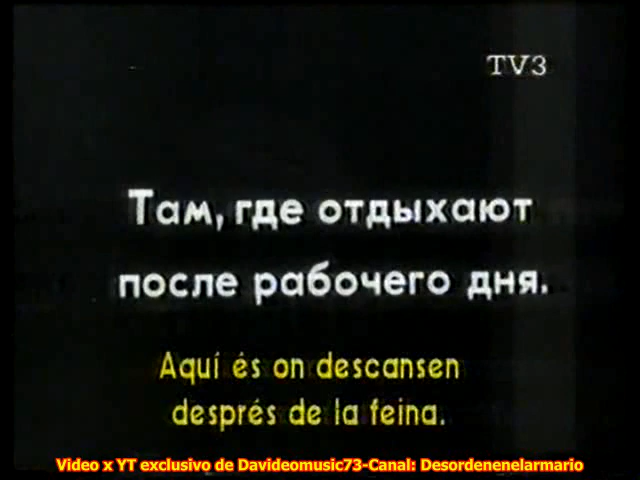 TV3
Там, где отдыхают
после рабочего дня.
Aquí és on descansen
després de la feina.
Video x YT exclusivo de Davideomusic73-Canal: Desordenenelarmario